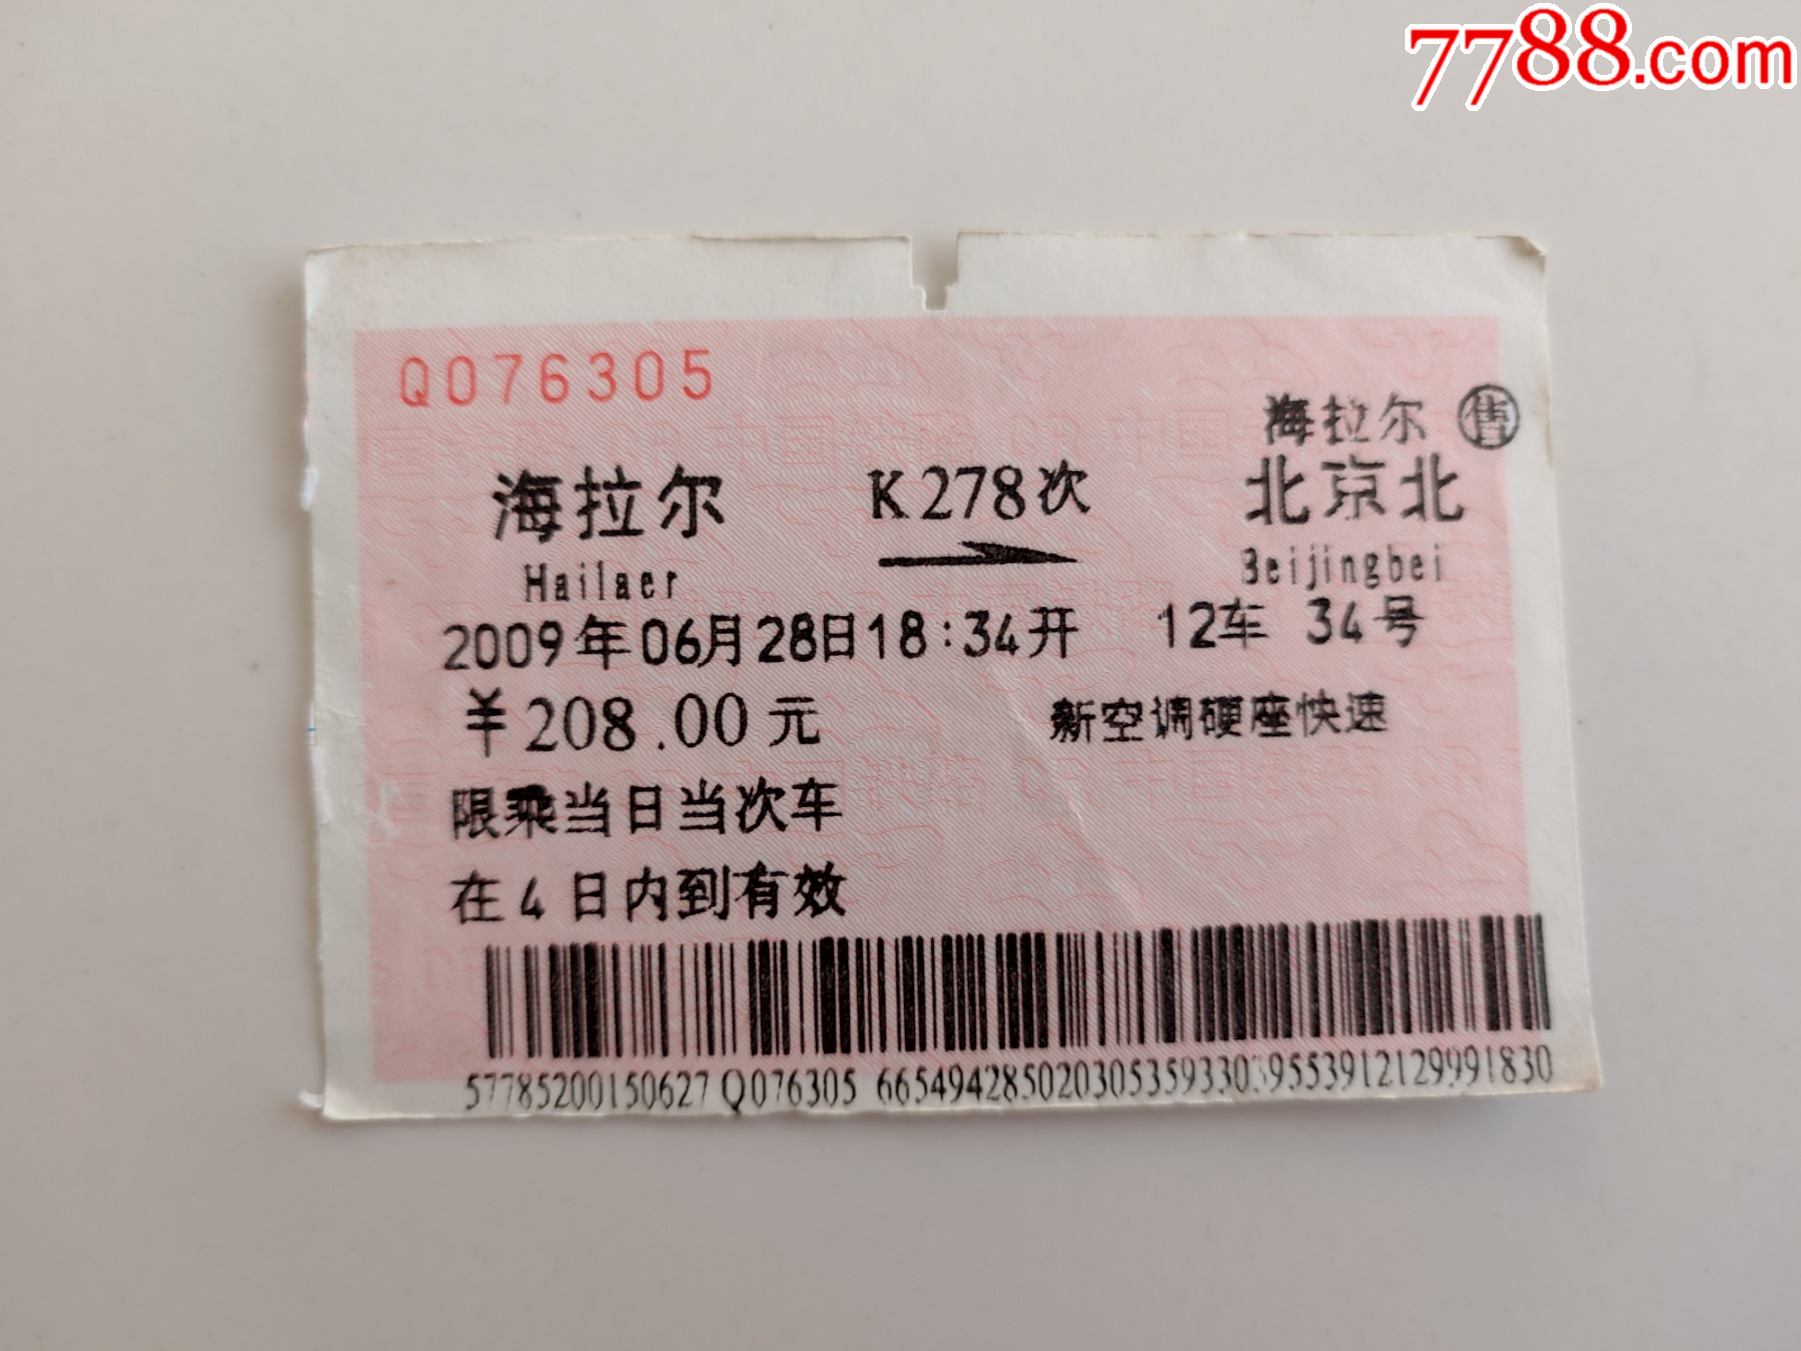 7788.com
Q076305
海拉尔 售
海拉尔 K278次 北京北
Hailaer Beijingbei
2009年06月28日18:34开 12车 34号
¥208.00元 新空调硬座快速
限乘当日当次车
在4日内到有效
57785200150627 Q076305